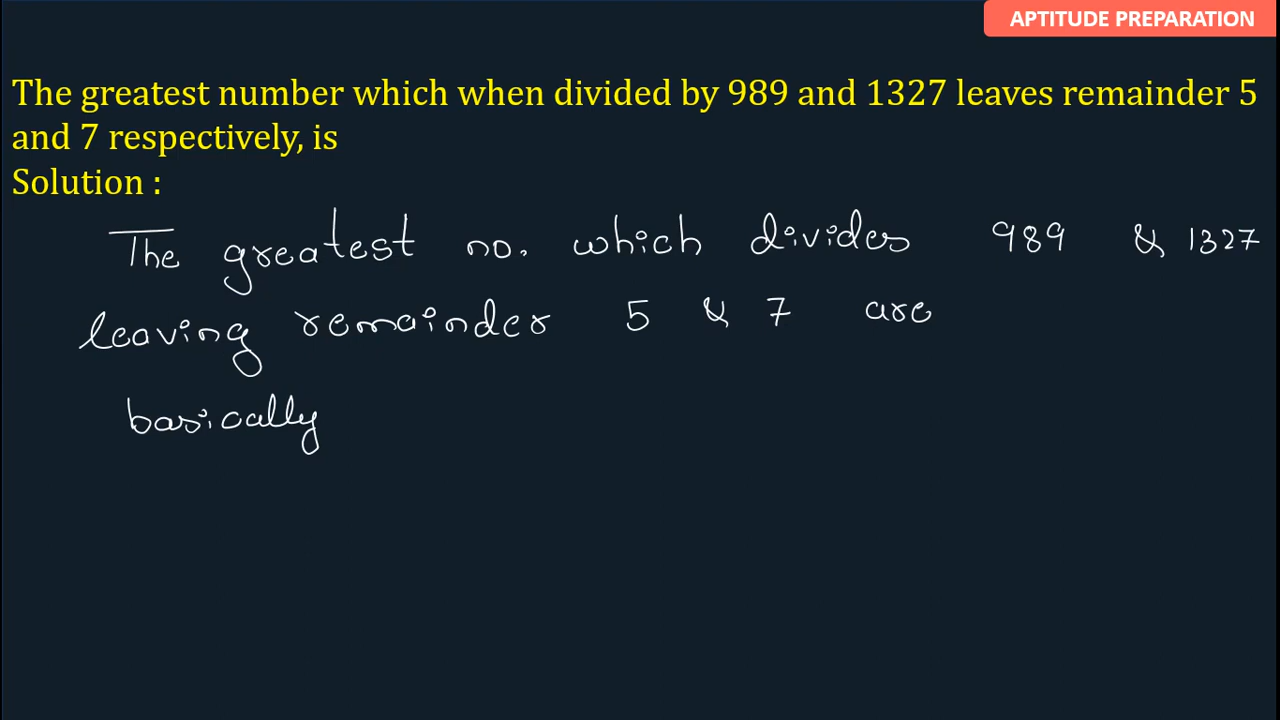 APTITUDE PREPARATION
The greatest number which when divided by 989 and 1327 leaves remainder 5
and 7 respectively, is
Solution :
The greatest no. which divides 989 & 1327
leaving remainder 5 & 7 are
basically